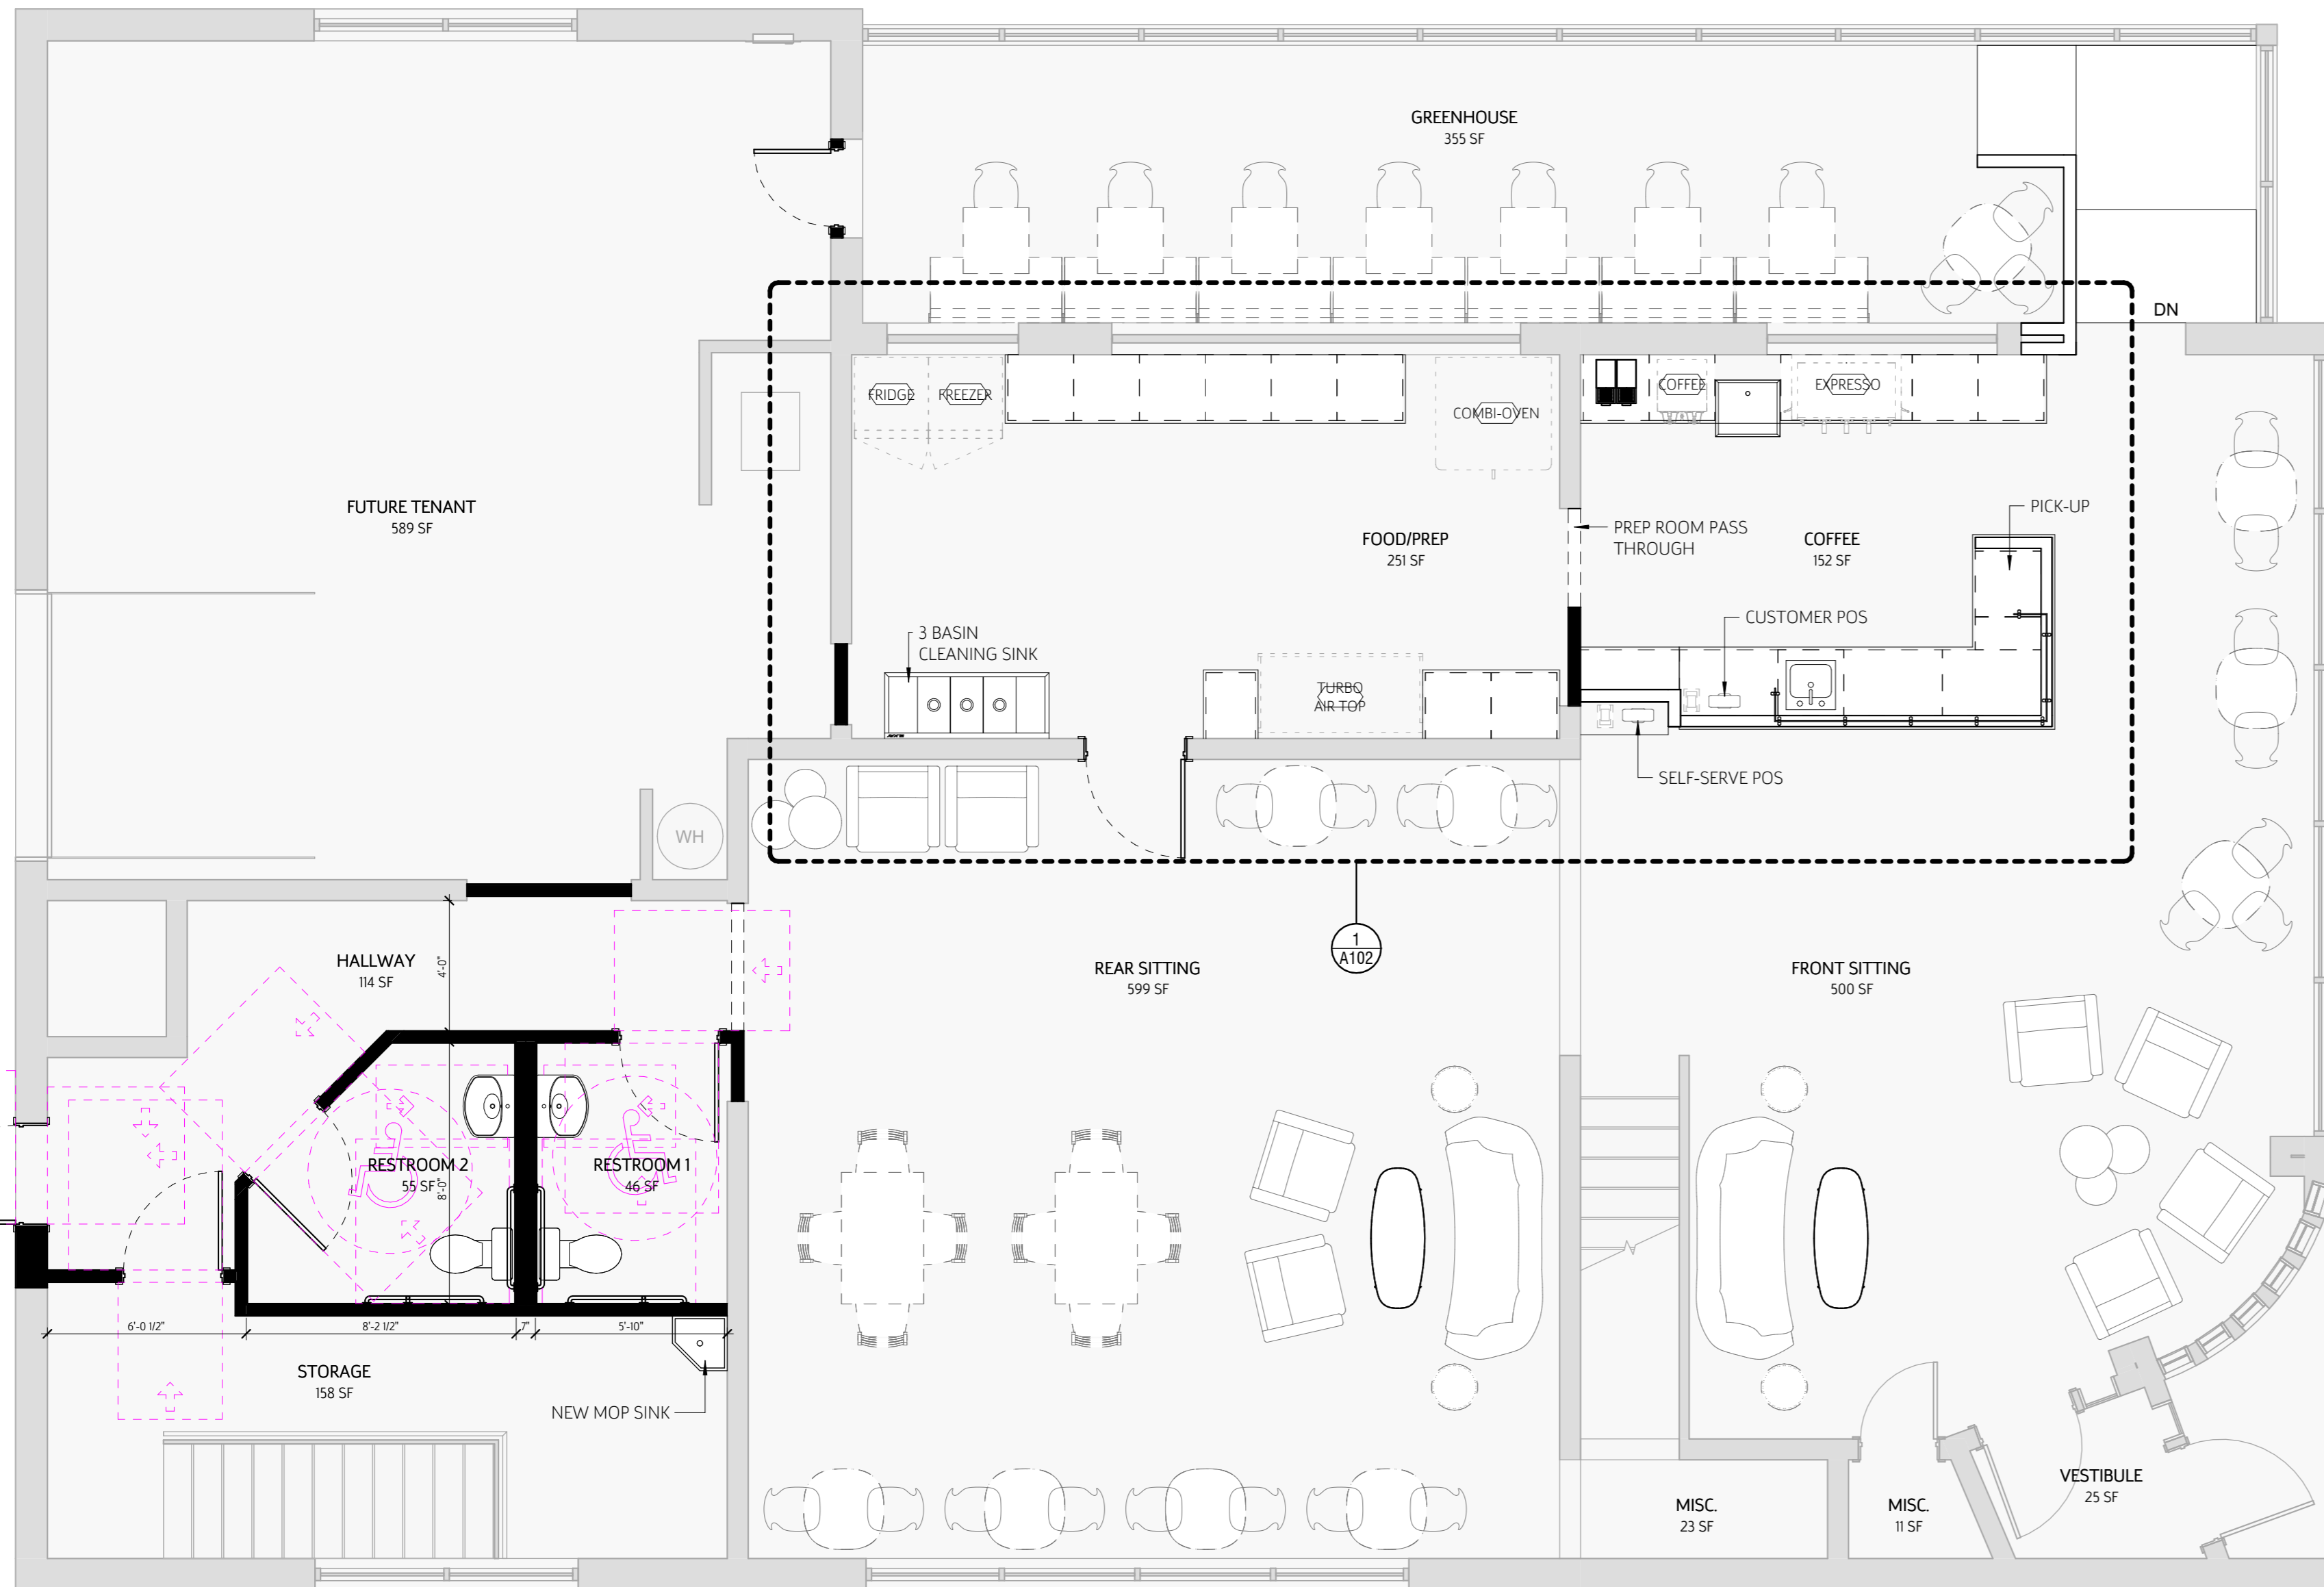 GREENHOUSE
355 SF
DN
FRIDGE
FREEZER
COMBI-OVEN
COFFEE
EXPRESSO
FUTURE TENANT
589 SF
FOOD/PREP
251 SF
PREP ROOM PASS
THROUGH
COFFEE
152 SF
PICK-UP
3 BASIN
CLEANING SINK
CUSTOMER POS
TURBO
AIR TOP
SELF-SERVE POS
WH
HALLWAY
114 SF
4'-0"
REAR SITTING
599 SF
1
A102
FRONT SITTING
500 SF
RESTROOM 2
55 SF
8'-0"
RESTROOM 1
46 SF
6'-0 1/2"
8'-2 1/2"
7"
5'-10"
STORAGE
158 SF
NEW MOP SINK
MISC.
23 SF
MISC.
11 SF
VESTIBULE
25 SF